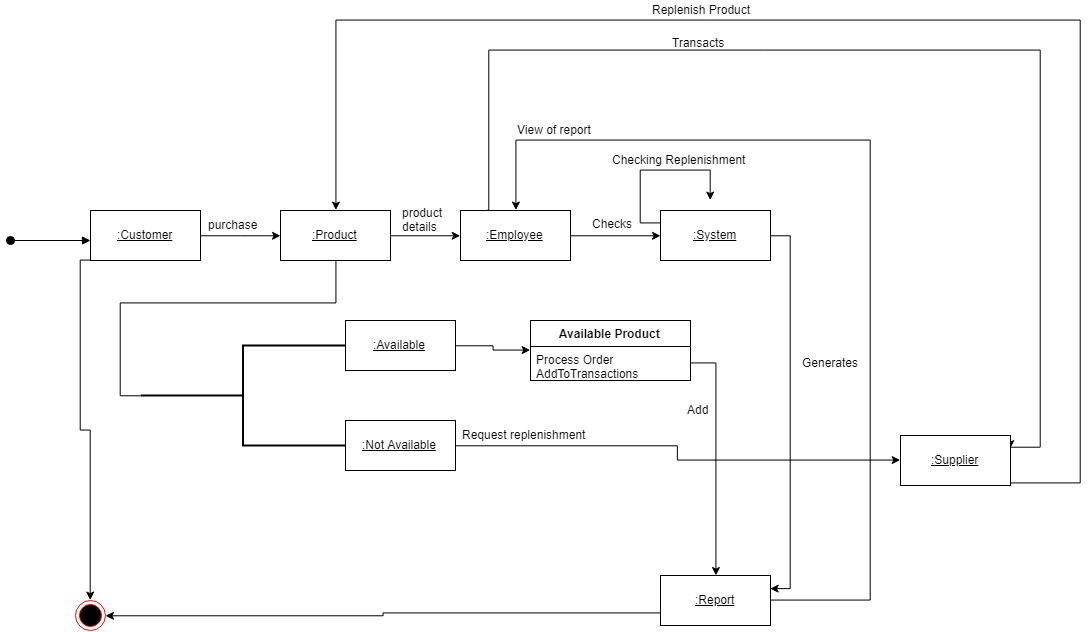 Replenish Product
Transacts
View of report
Checking Replenishment
:Customer
purchase
:Product
product
details
:Employee
Checks
:System
:Available
Available Product
Process Order
AddToTransactions
Generates
Add
:Not Available
Request replenishment
:Supplier
:Report